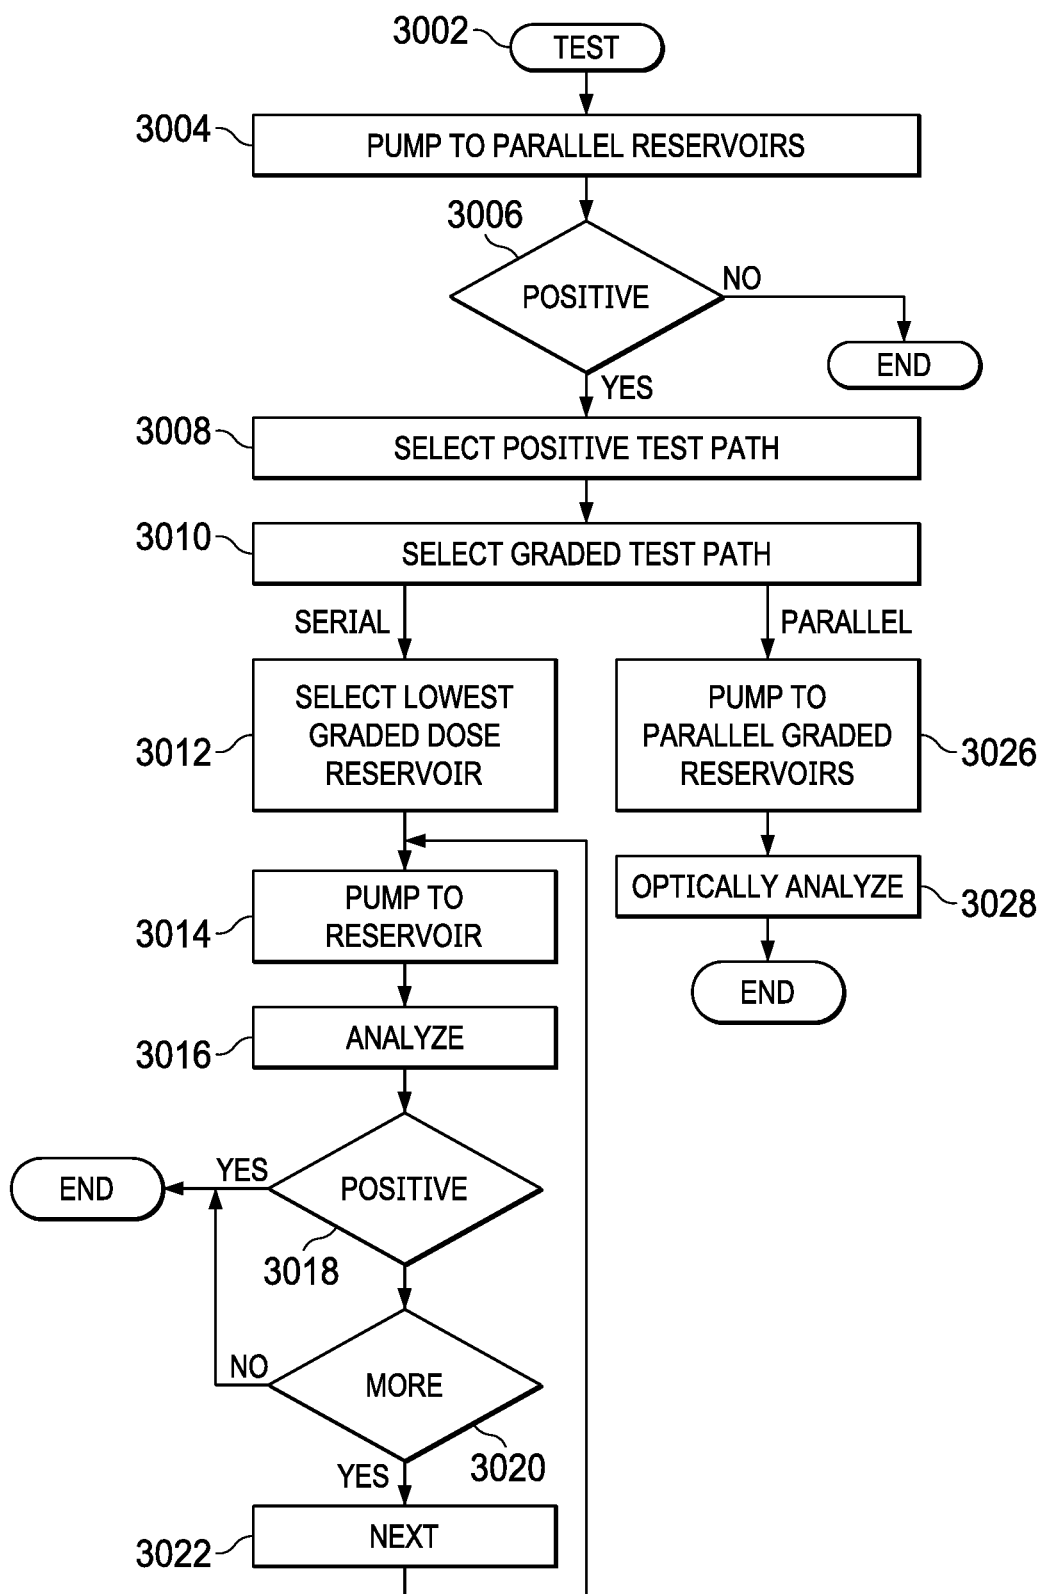 3002
TEST
3004
PUMP TO PARALLEL RESERVOIRS
3006
POSITIVE
NO
END
YES
3008
SELECT POSITIVE TEST PATH
3010
SELECT GRADED TEST PATH
SERIAL
PARALLEL
3012
SELECT LOWEST
GRADED DOSE
RESERVOIR
PUMP TO
PARALLEL GRADED
RESERVOIRS
3026
3014
PUMP TO
RESERVOIR
OPTICALLY ANALYZE
3028
END
3016
ANALYZE
END
YES
POSITIVE
3018
NO
MORE
3020
YES
3022
NEXT